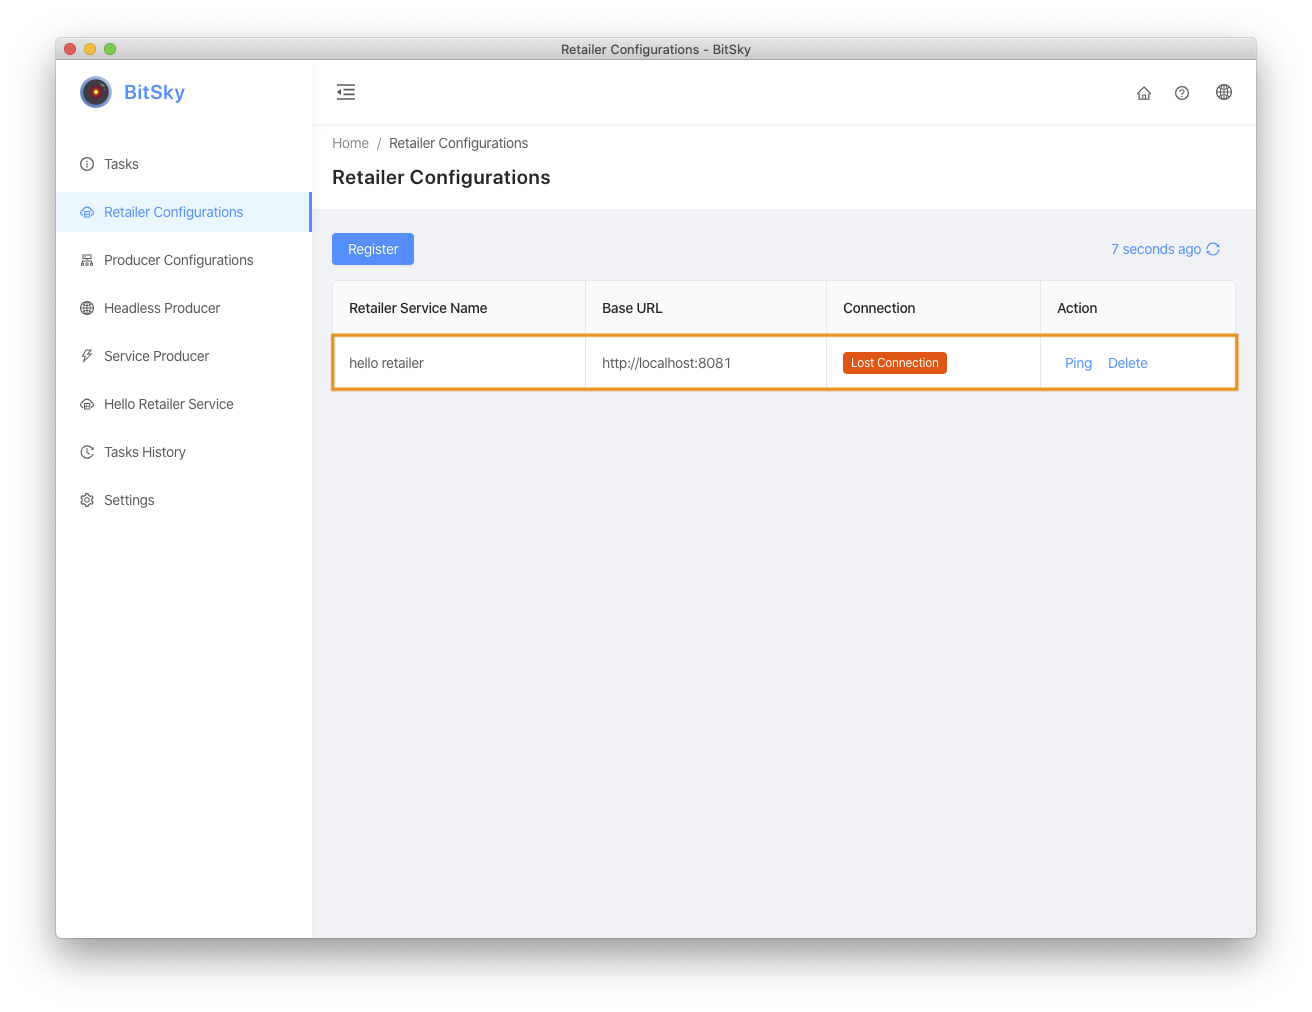 Retailer Configurations - BitSky
BitSky
Tasks
Retailer Configurations
Producer Configurations
Headless Producer
Service Producer
Hello Retailer Service
Tasks History
Settings
Home / Retailer Configurations
Retailer Configurations
Register
7 seconds ago
Retailer Service Name Base URL Connection Action
hello retailer http://localhost:8081 Lost Connection Ping Delete